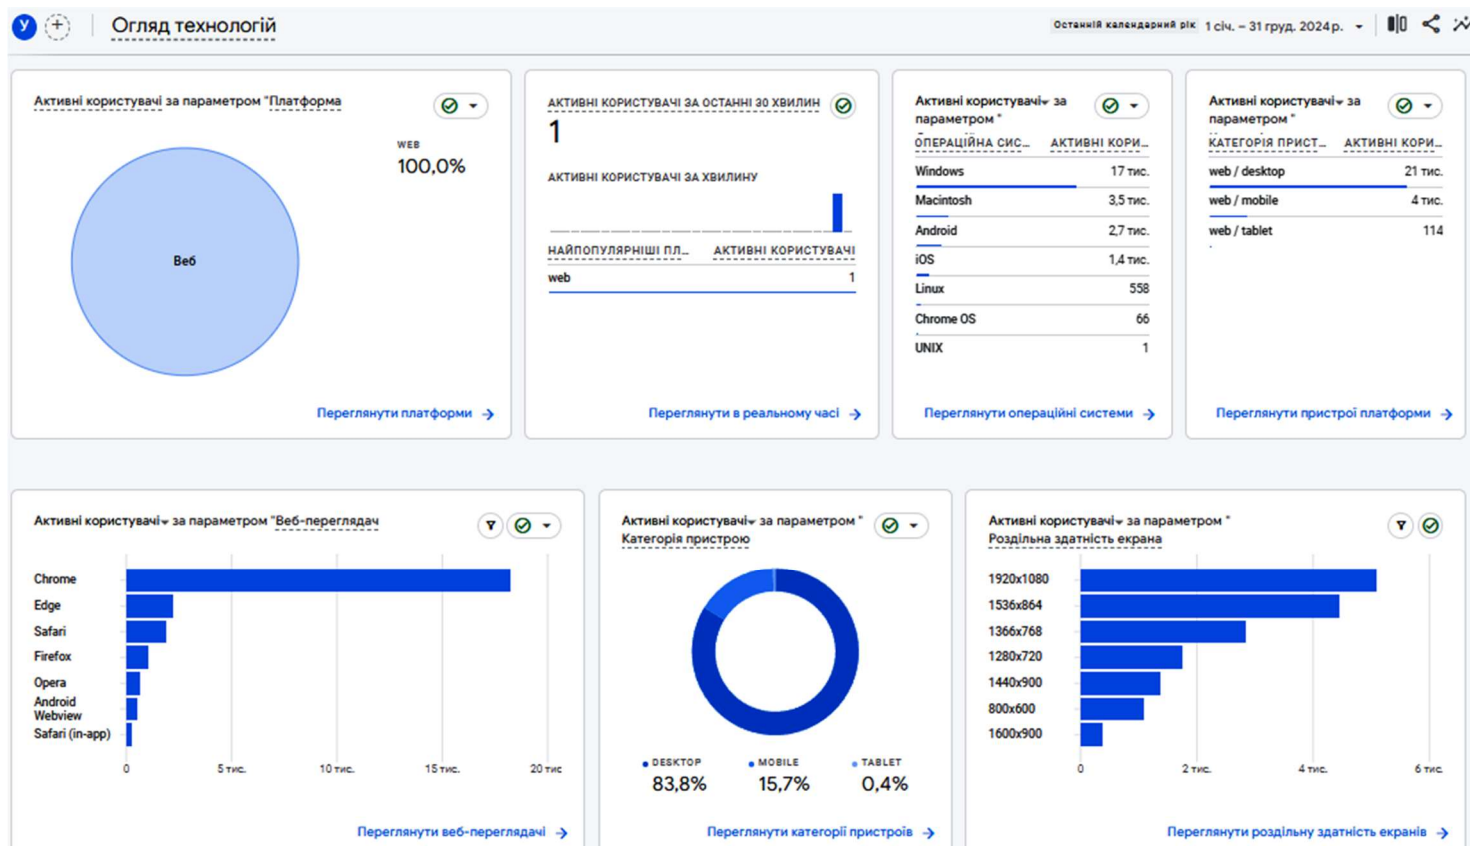 У
Огляд технологій
Останній календарний рік 1 січ. – 31 груд. 2024 р.
Активні користувачі за параметром "Платформа
WEB
100,0%
Веб
Переглянути платформи →
АКТИВНІ КОРИСТУВАЧІ ЗА ОСТАННІ 30 ХВИЛИН
1
АКТИВНІ КОРИСТУВАЧІ ЗА ХВИЛИНУ
НАЙПОПУЛЯРНІШІ ПЛ... АКТИВНІ КОРИСТУВАЧІ
web 1
Переглянути в реальному часі →
Активні користувачі за
параметром "
ОПЕРАЦІЙНА СИС... АКТИВНІ КОРИ...
Windows 17 тис.
Macintosh 3,5 тис.
Android 2,7 тис.
iOS 1,4 тис.
Linux 558
Chrome OS 66
UNIX 1
Переглянути операційні системи →
Активні користувачі за
параметром "
КАТЕГОРІЯ ПРИСТ... АКТИВНІ КОРИ...
web / desktop 21 тис.
web / mobile 4 тис.
web / tablet 114
Переглянути пристрої платформи →
Активні користувачі за параметром "Веб-переглядач
Chrome
Edge
Safari
Firefox
Opera
Android
Webview
Safari (in-app)
0 5 тис. 10 тис. 15 тис. 20 тис
Переглянути веб-переглядачі →
Активні користувачі за параметром "
Категорія пристрою
DESKTOP MOBILE TABLET
83,8% 15,7% 0,4%
Переглянути категорії пристроїв →
Активні користувачі за параметром "
Роздільна здатність екрана
1920x1080
1536x864
1366x768
1280x720
1440x900
800x600
1600x900
0 2 тис. 4 тис. 6 тис.
Переглянути роздільну здатність екранів →